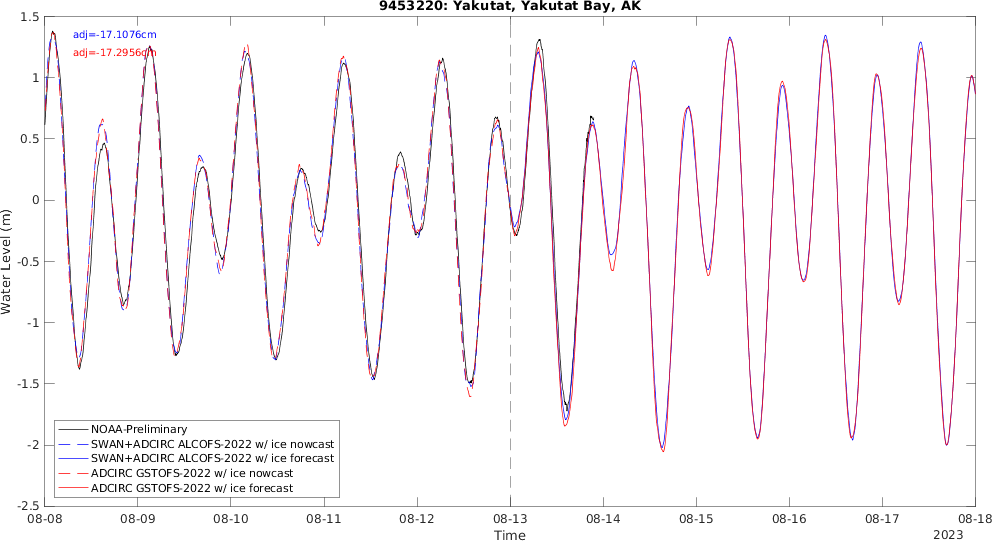 9453220: Yakutat, Yakutat Bay, AK
adj=-17.1076cm
adj=-17.2956cm
1.5
1
0.5
0
-0.5
-1
-1.5
-2
-2.5
Water Level (m)
NOAA-Preliminary
SWAN+ADCIRC ALCOFS-2022 w/ ice nowcast
SWAN+ADCIRC ALCOFS-2022 w/ ice forecast
ADCIRC GSTOFS-2022 w/ ice nowcast
ADCIRC GSTOFS-2022 w/ ice forecast
08-08 08-09 08-10 08-11 08-12 08-13 08-14 08-15 08-16 08-17 08-18
Time
2023